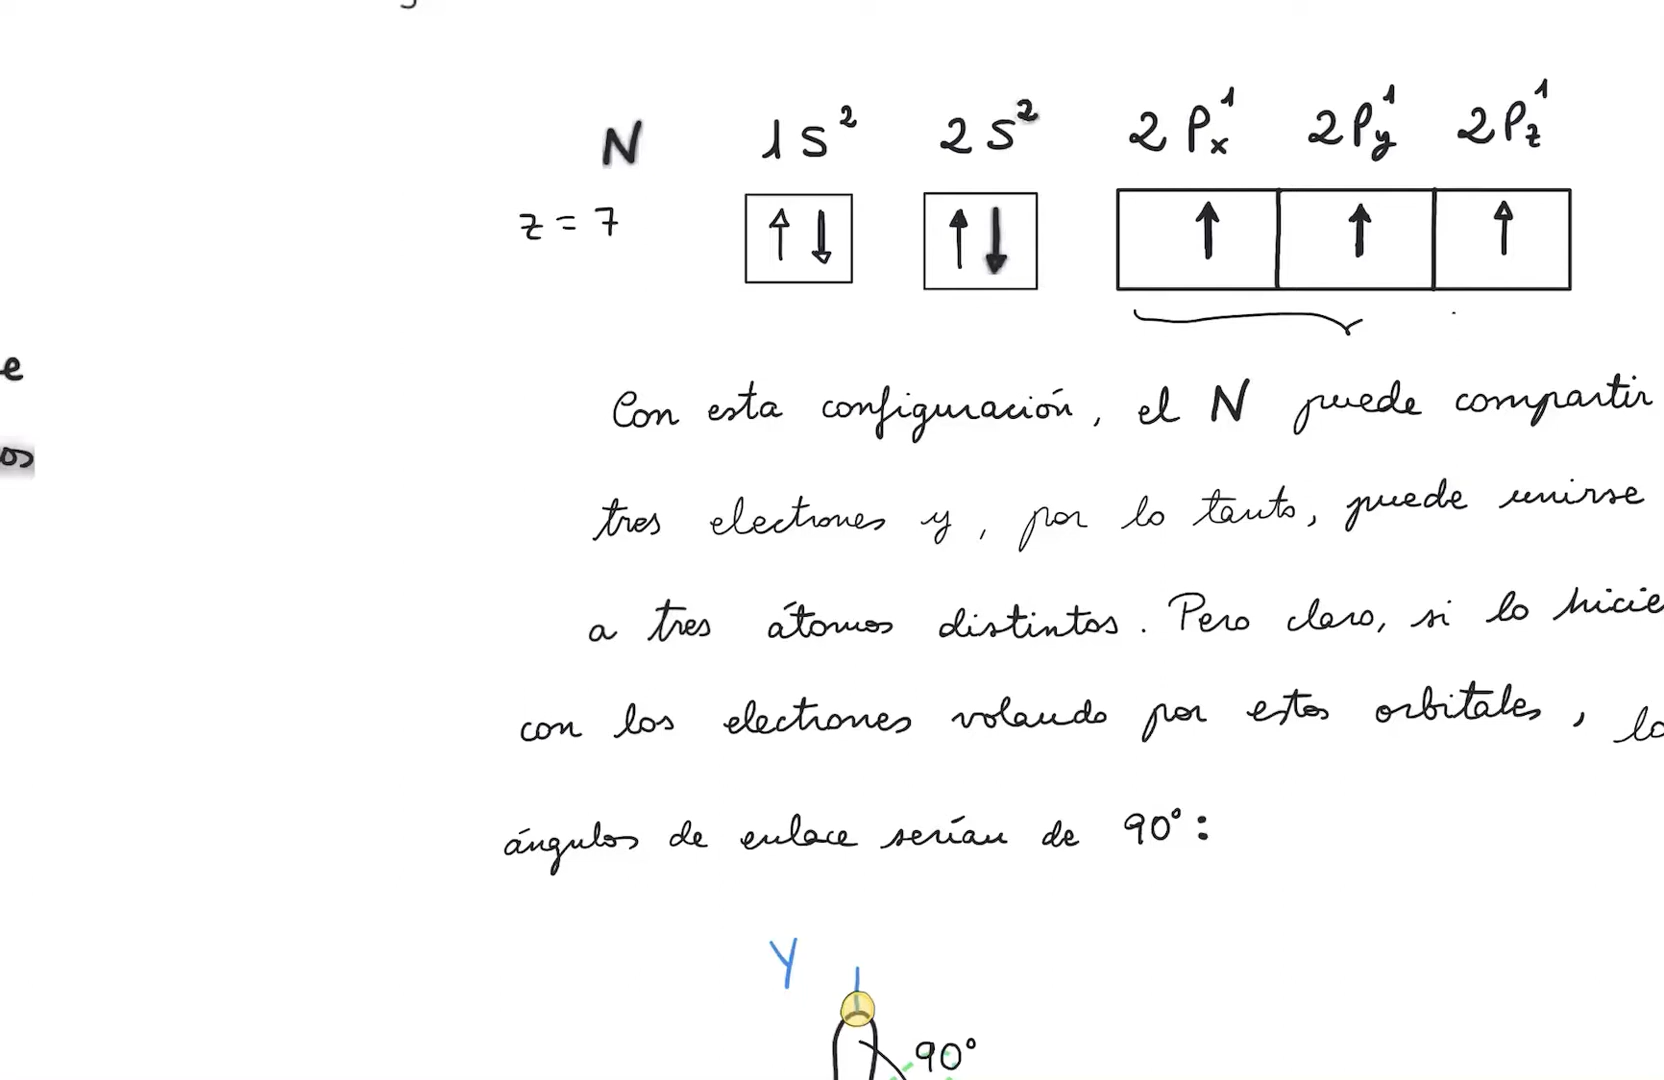 N 1s² 2s² 2Px¹ 2Py¹ 2Pz¹
z = 7
e
Con esta configuración, el N puede compartir
os
tres electrones y, por lo tanto, puede unirse
a tres átomos distintos. Pero claro, si lo hicie
con los electrones volando por estos orbitales, lo
ángulos de enlace serían de 90°:
Y
90°